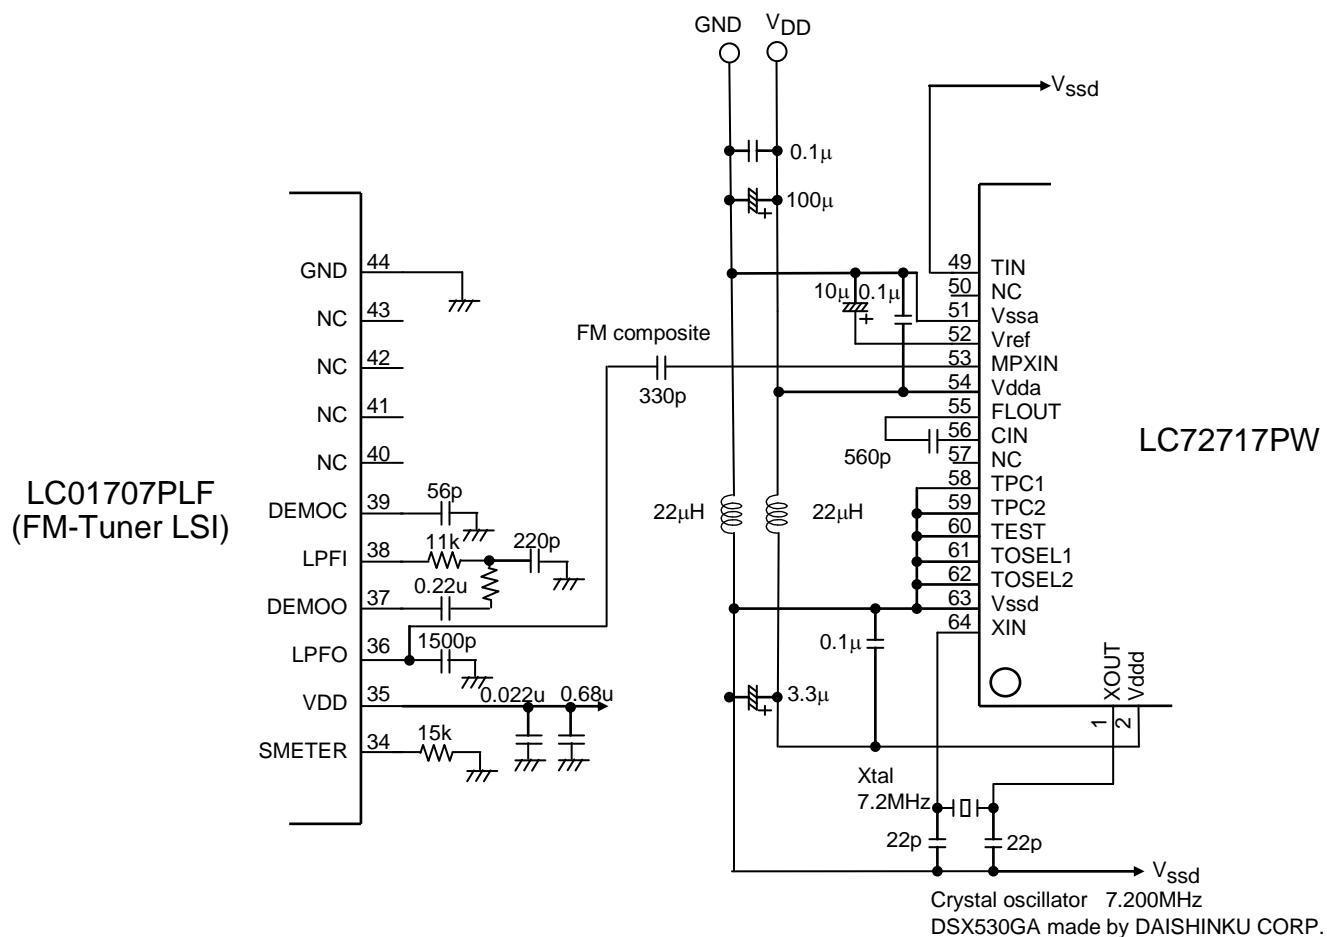 GND
VDD
Vssd
0.1μ
100μ
GND 44
NC 43
NC 42
NC 41
NC 40
DEMOC 39
LPFI 38
DEMOO 37
LPFO 36
VDD 35
SMETER 34
LC01707PLF
(FM-Tuner LSI)
56p
11k
220p
0.22u
1500p
0.022u 0.68u
15k
FM composite
330p
10μ 0.1μ
+
+
560p
22μH
22μH
0.1μ
3.3μ
+
49 TIN
50 NC
51 Vssa
52 Vref
53 MPXIN
54 Vdda
55 FLOUT
56 CIN
57 NC
58 TPC1
59 TPC2
60 TEST
61 TOSEL1
62 TOSEL2
63 Vssd
64 XIN
XOUT
Vddd
1
2
LC72717PW
Xtal
7.2MHz
22p
22p
Vssd
Crystal oscillator 7.200MHz
DSX530GA made by DAISHINKU CORP.